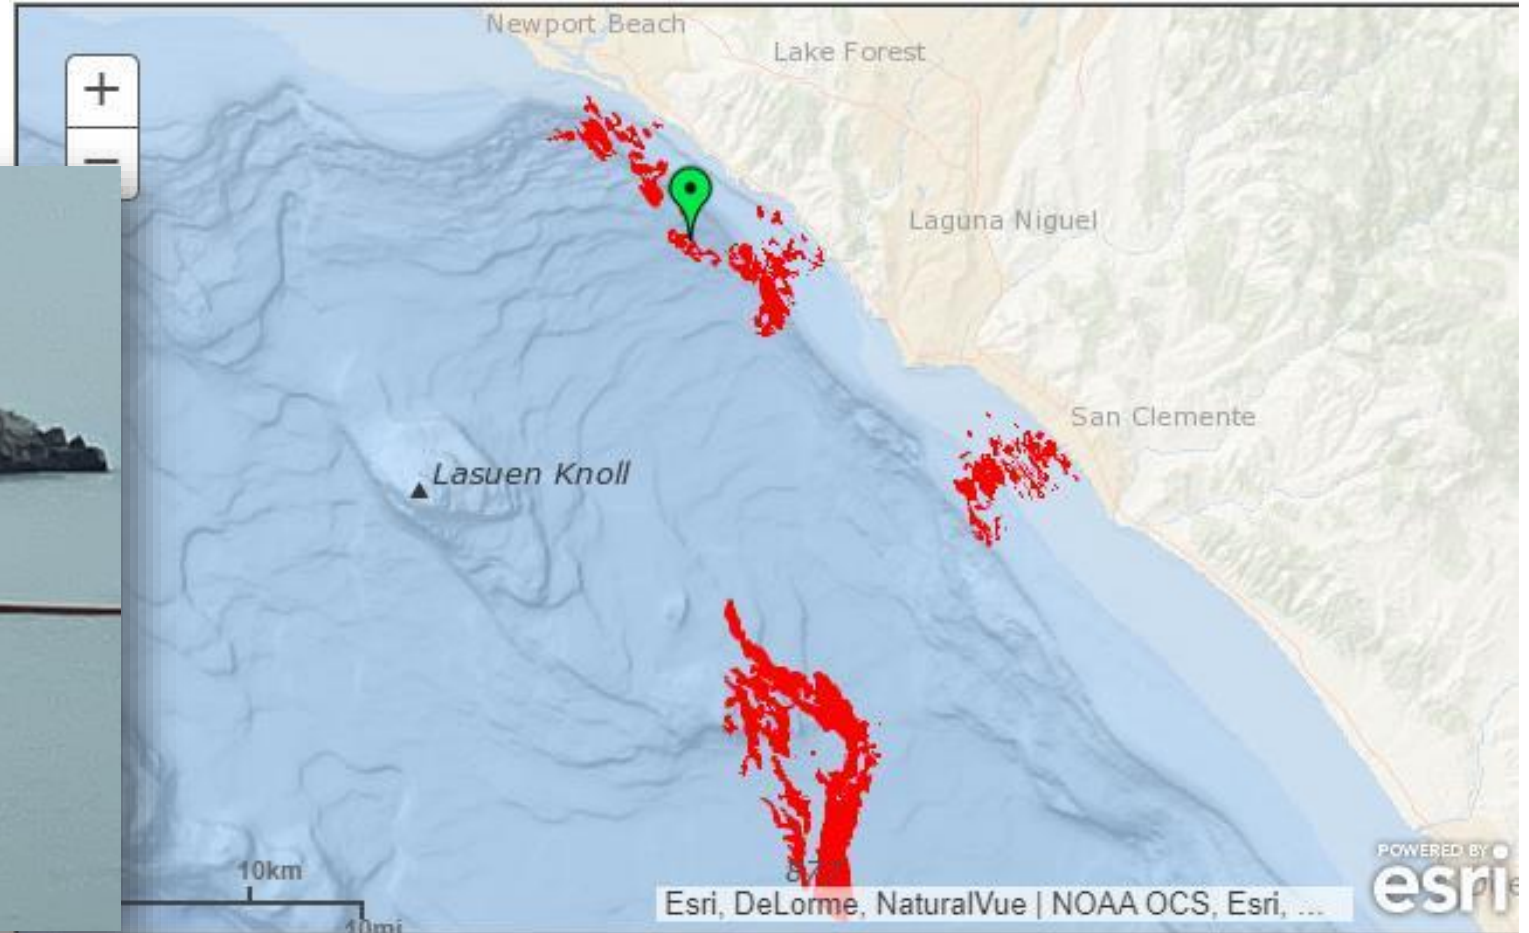 Newport Beach
Lake Forest
+
−
Laguna Niguel
San Clemente
Lasuen Knoll
10km
10mi
Esri, DeLorme, NaturalVue | NOAA OCS, Esri, ...
POWERED BY
esri